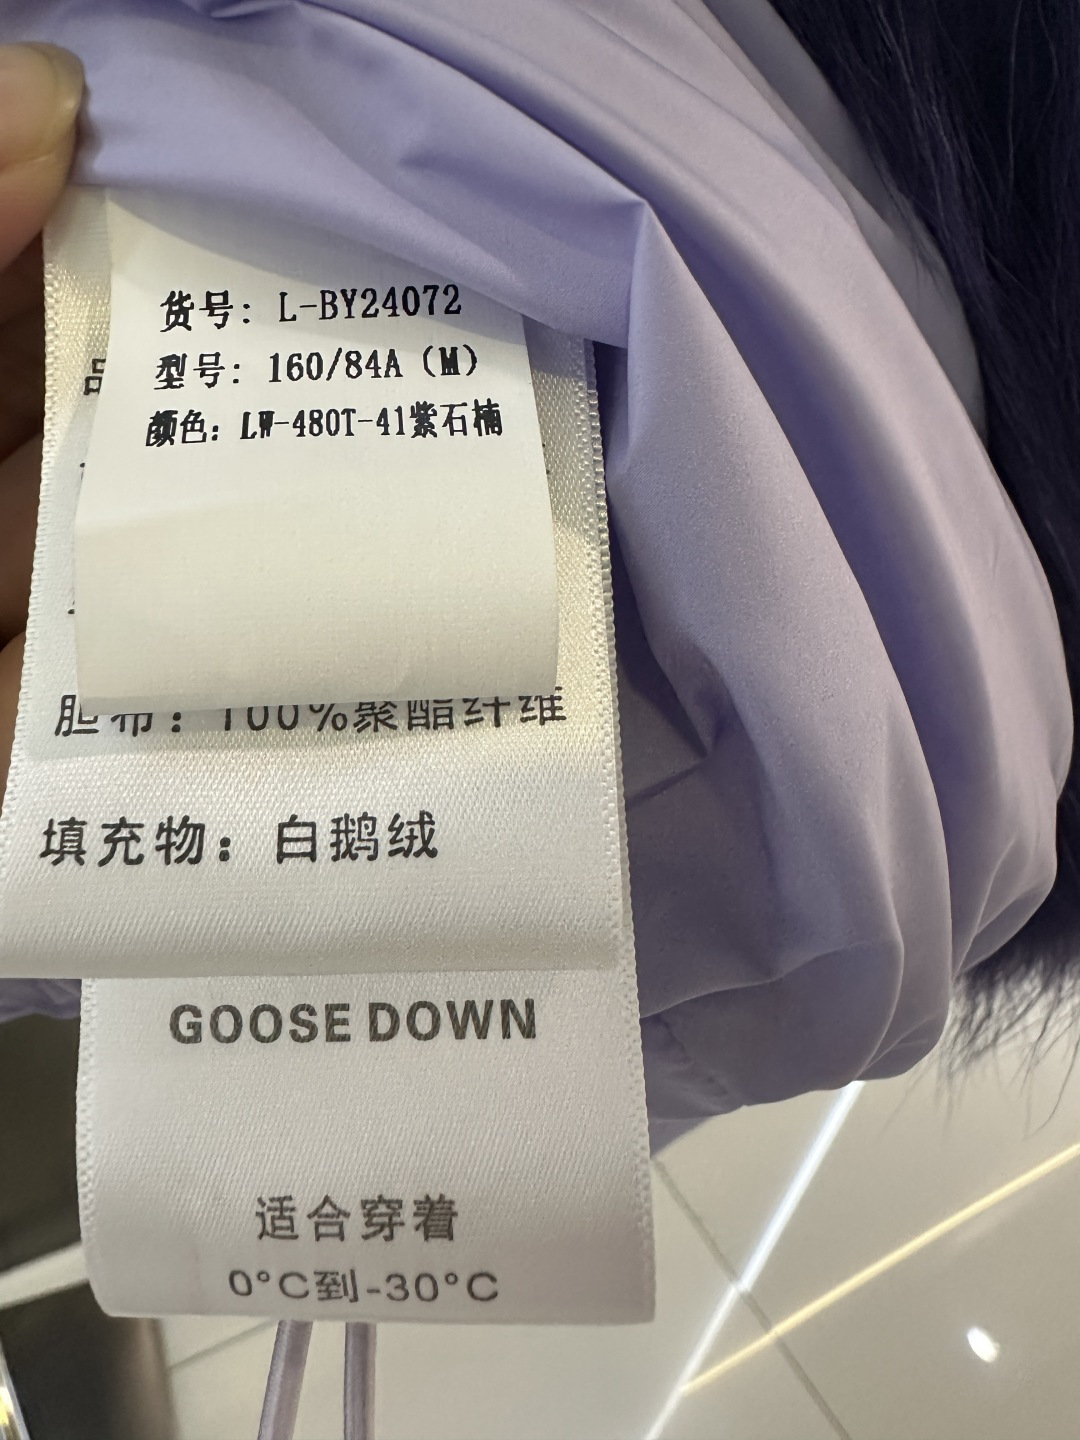 货号: L-BY24072
型号: 160/84A (M)
颜色: LW-480T-41紫石楠
胆布: 100%聚酯纤维
填充物: 白鹅绒
GOOSE DOWN
适合穿着
0°C到-30°C